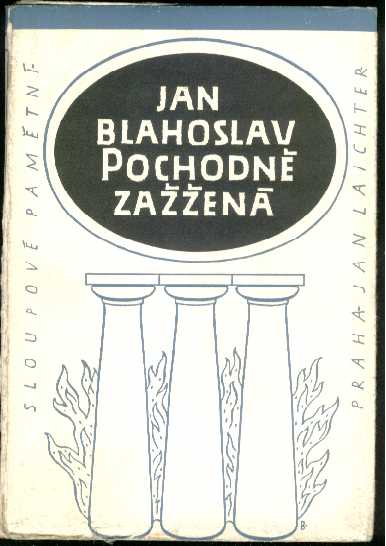 JAN
BLAHOSLAV
POCHODNĚ
ZAŽŽENÁ
SLOUPOVÉ PAMĚTNÍ
PRAHA-JAN LAICHTER
B.